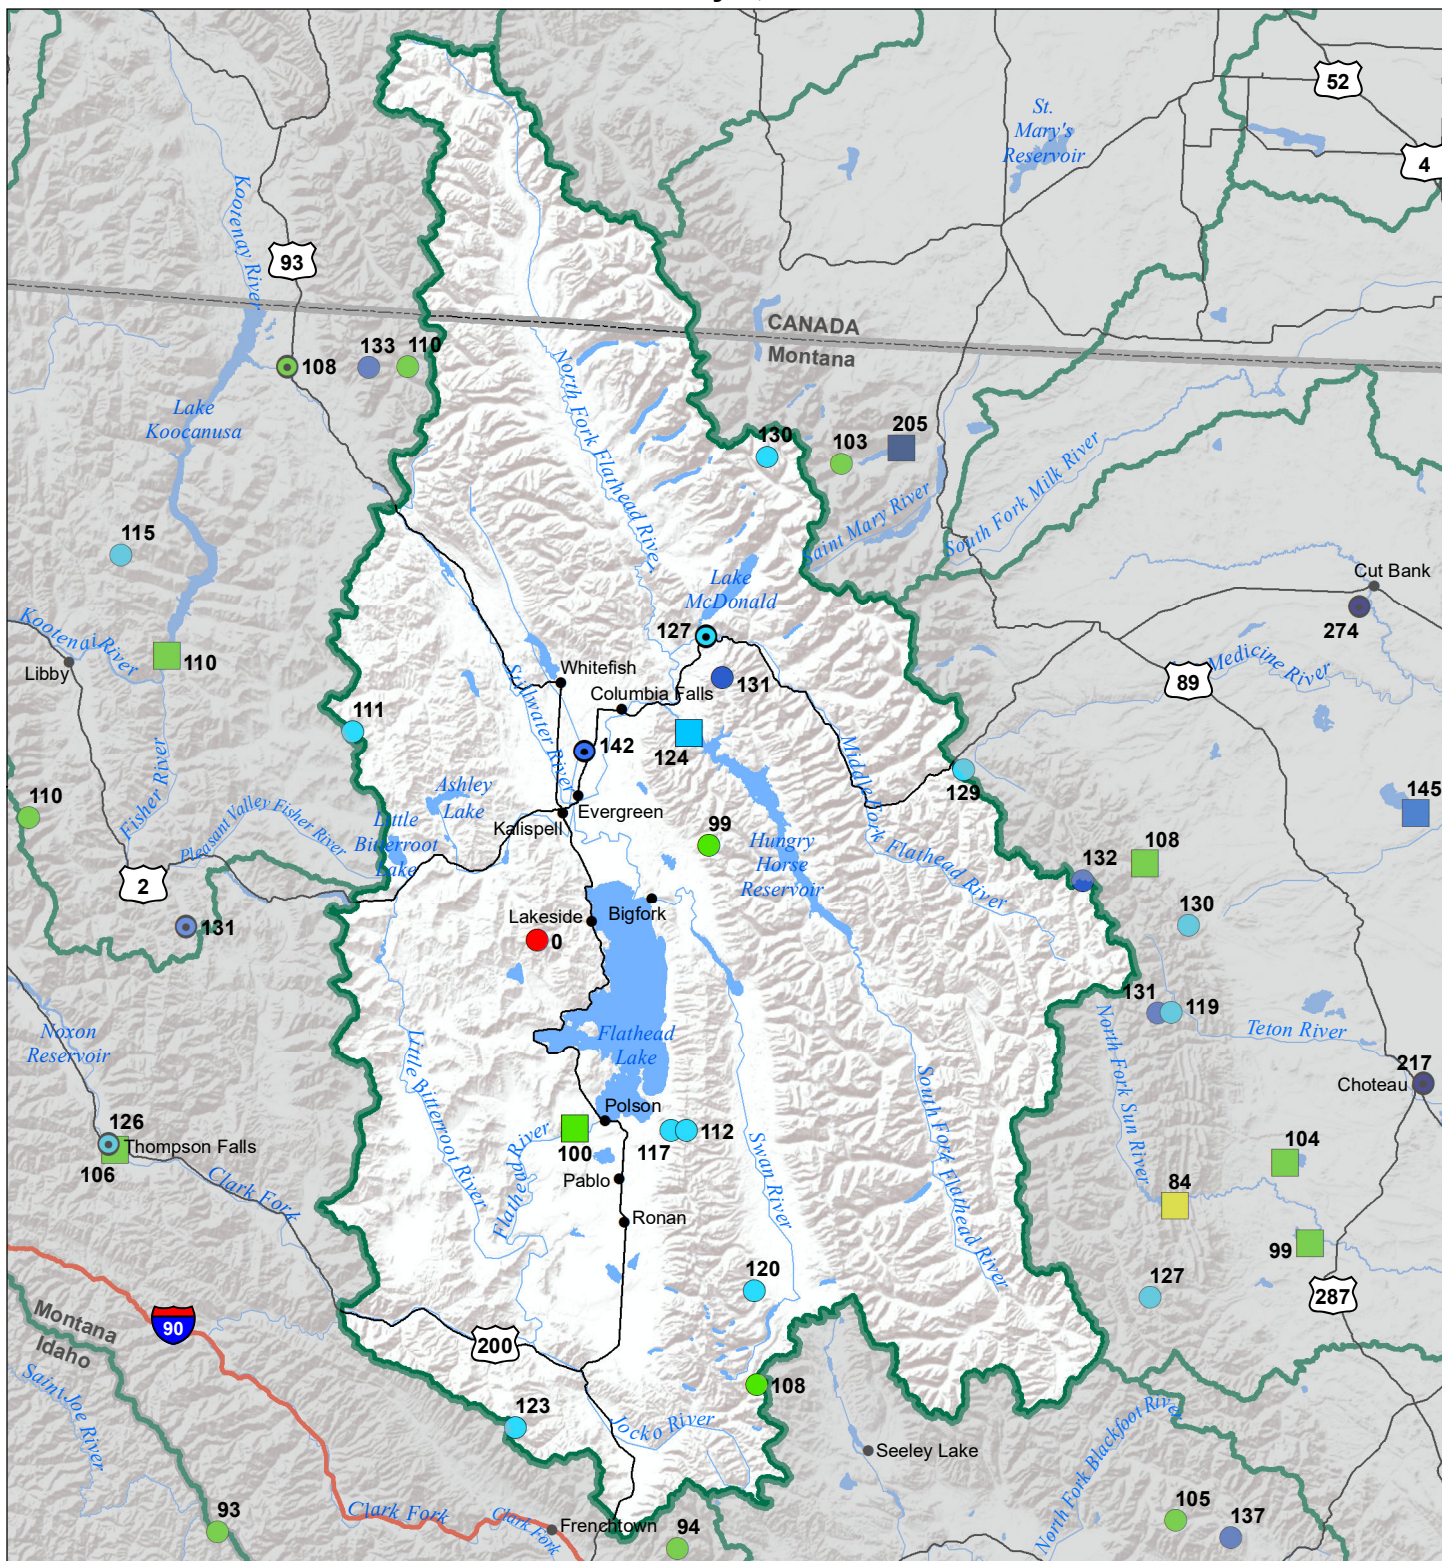 52
4
St.
Mary's
Reservoir
Kootenay River
93
CANADA
Montana
108
133
110
North Fork Flathead River
Lake
Koocanusa
130
103
205
Saint Mary River
South Fork Milk River
115
Lake
McDonald
Cut Bank
274
Kootenai River
Libby
110
127
Whitefish
Columbia Falls
131
Medicine River
89
111
Stillwater River
142
124
Middle Fork Flathead River
129
Fisher River
Ashley
Lake
145
110
Pleasant Valley Fisher River
Little
Bitterroot
Lake
Evergreen
Kalispell
99
Hungry
Horse
Reservoir
108
132
2
131
Lakeside
Bigfork
0
130
131
119
Noxon
Reservoir
Flathead
Lake
North Fork Sun River
Teton River
217
Choteau
Little Bitterroot River
South Fork Flathead River
Polson
126
Thompson Falls
106
100
117
112
Swan River
104
Clark Fork
Flathead River
Pablo
84
Ronan
99
120
127
287
Montana
Idaho
90
200
Saint Joe River
108
123
Jocko River
North Fork Blackfoot River
Seeley Lake
93
Clark Fork
Clark Fork
Frenchtown
94
105
137